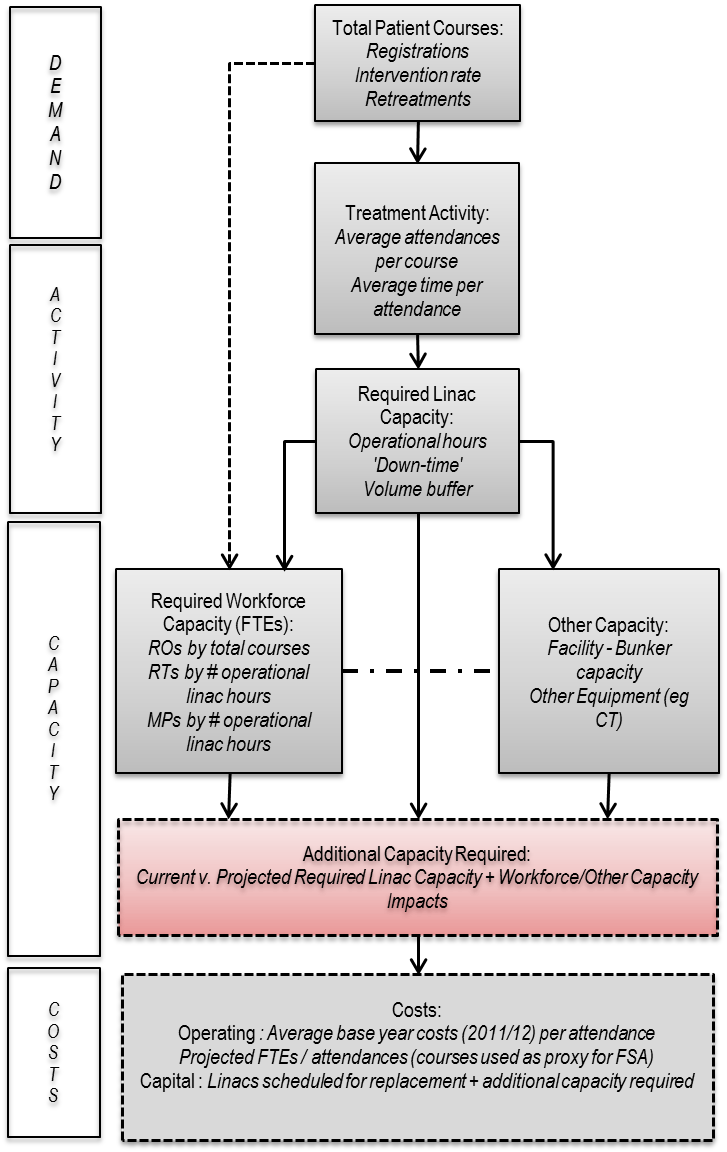 DEMAND
Total Patient Courses:
Registrations
Intervention rate
Retreatments
ACTIVITY
Treatment Activity:
Average attendances
per course
Average time per
attendance
Required Linac
Capacity:
Operational hours
'Down-time'
Volume buffer
CAPACITY
Required Workforce
Capacity (FTEs):
ROs by total courses
RTs by # operational
linac hours
MPs by # operational
linac hours
Other Capacity:
Facility - Bunker
capacity
Other Equipment (eg
CT)
Additional Capacity Required:
Current v. Projected Required Linac Capacity + Workforce/Other Capacity
Impacts
COSTS
Costs:
Operating : Average base year costs (2011/12) per attendance
Projected FTEs / attendances (courses used as proxy for FSA)
Capital : Linacs scheduled for replacement + additional capacity required